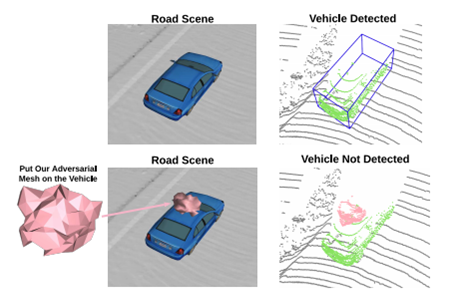 Road Scene
Vehicle Detected
Road Scene
Vehicle Not Detected
Put Our Adversarial
Mesh on the Vehicle